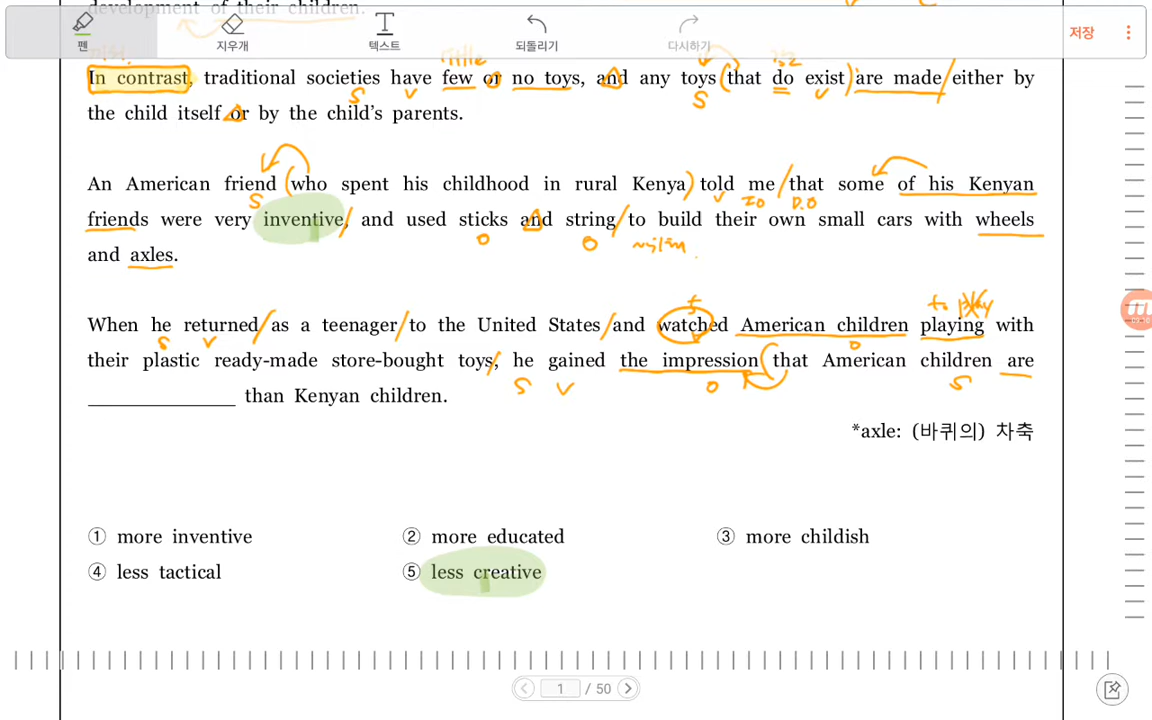 development of their children.
펜 지우개 텍스트 되돌리기 다시하기 저장
little
In contrast, traditional societies have few or no toys, and any toys (that do exist) are made/ either by
S V S V
the child itself or by the child's parents.
An American friend (who spent his childhood in rural Kenya) told me/that some of his Kenyan
S V IO D.O
friends were very inventive/ and used sticks and string/ to build their own small cars with wheels
O O
and axles.
to play
When he returned/as a teenager/to the United States/and watched American children playing with
S V O
their plastic ready-made store-bought toys/, he gained the impression (that American children are
S V O S
____________ than Kenyan children.
*axle: (바퀴의) 차축
① more inventive ② more educated ③ more childish
④ less tactical ⑤ less creative
1 / 50